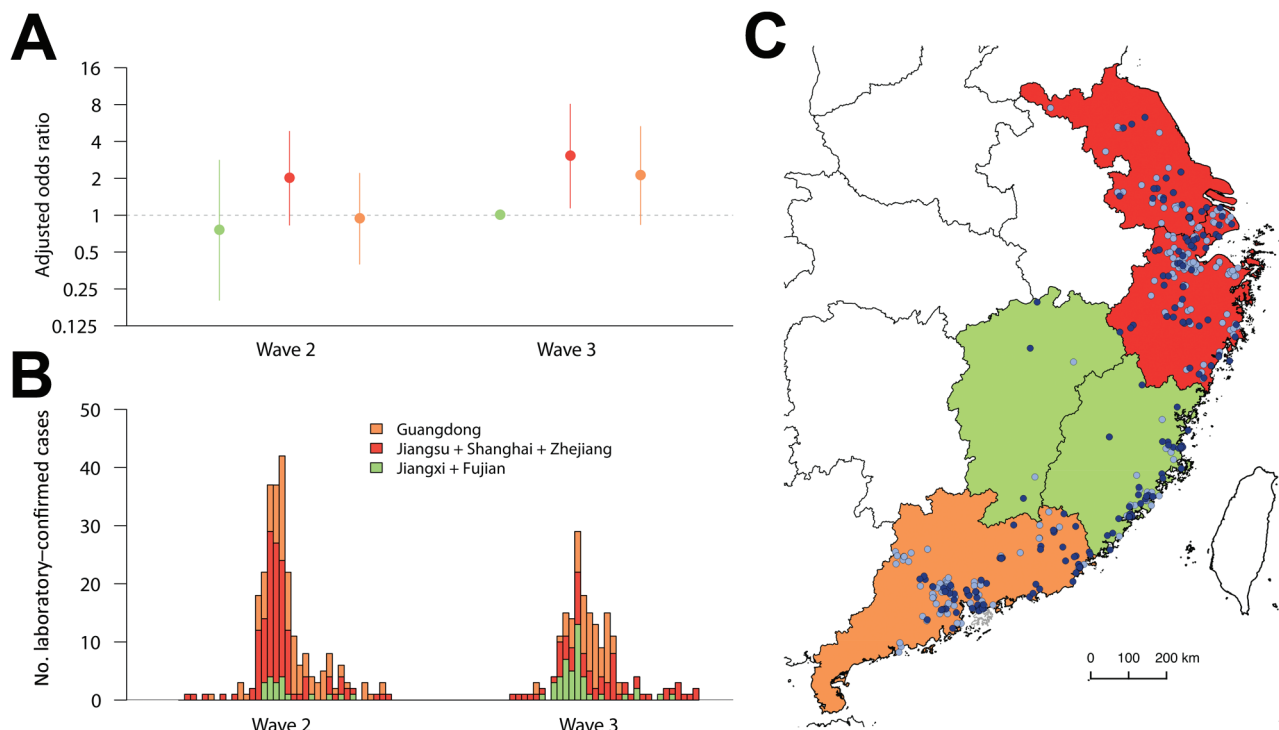 A
16
8
4
2
1
0.5
0.25
0.125
Adjusted odds ratio
Wave 2
Wave 3
B
50
40
30
20
10
0
No. laboratory–confirmed cases
Guangdong
Jiangsu + Shanghai + Zhejiang
Jiangxi + Fujian
Wave 2
Wave 3
C
0 100 200 km